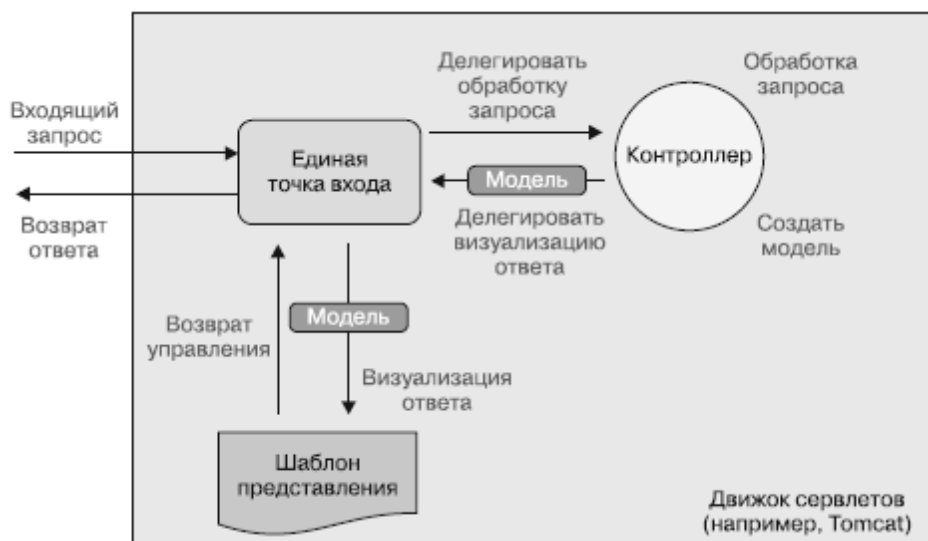 Делегировать
обработку
запроса
Обработка
запроса
Входящий
запрос
Единая
точка входа
Контроллер
Модель
Возврат
ответа
Делегировать
визуализацию
ответа
Создать
модель
Возврат
управления
Модель
Визуализация
ответа
Шаблон
представления
Движок сервлетов
(например, Tomcat)